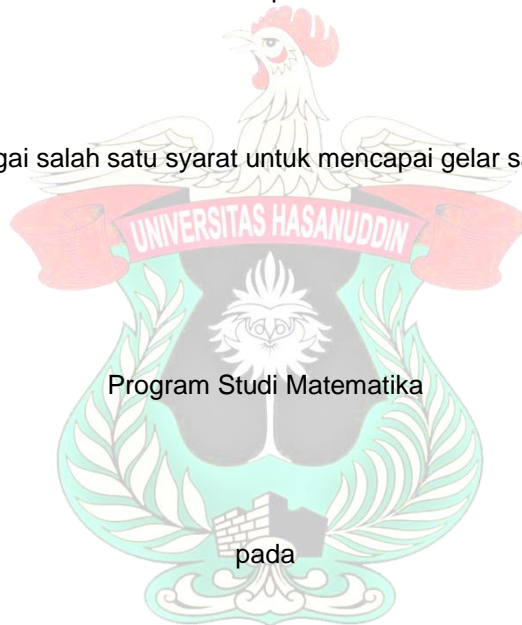 gai salah satu syarat untuk mencapai gelar sa
UNIVERSITAS HASANUDDIN
Program Studi Matematika
pada